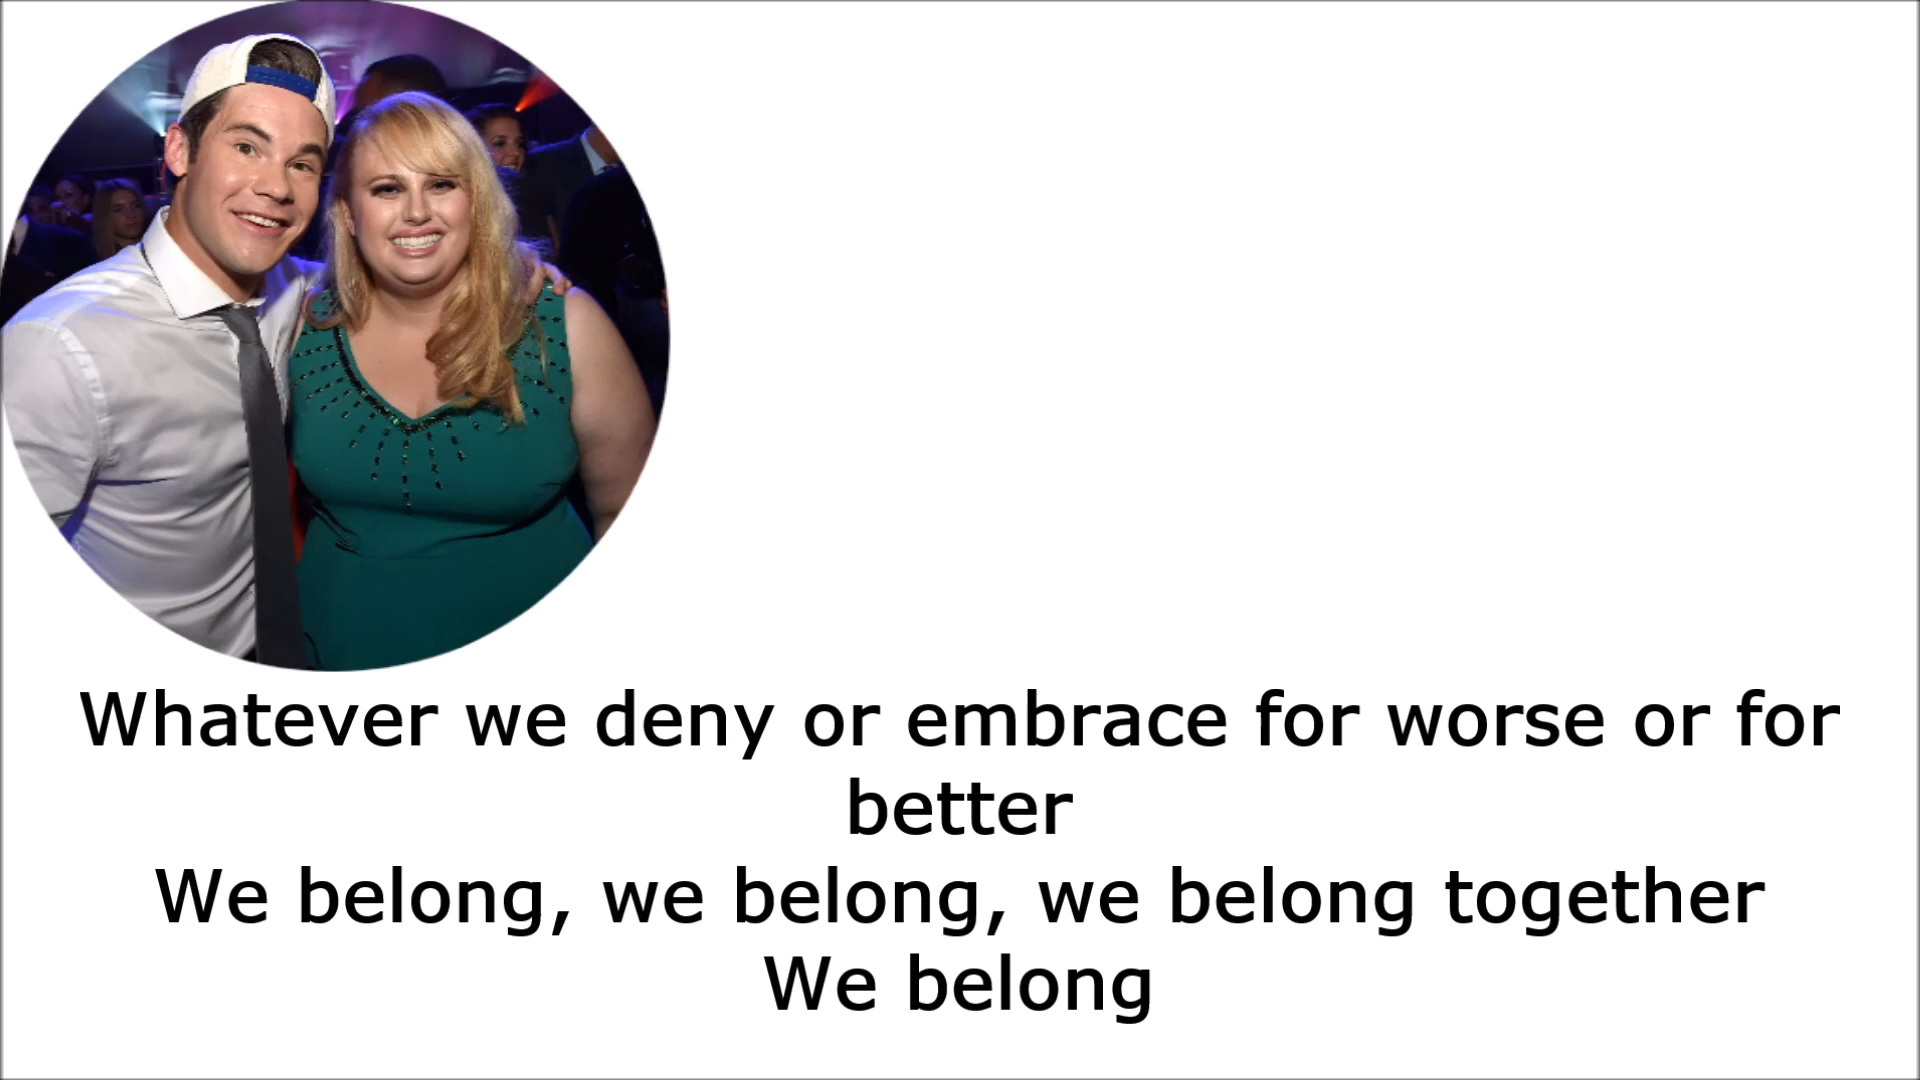 Whatever we deny or embrace for worse or for
better
We belong, we belong, we belong together
We belong